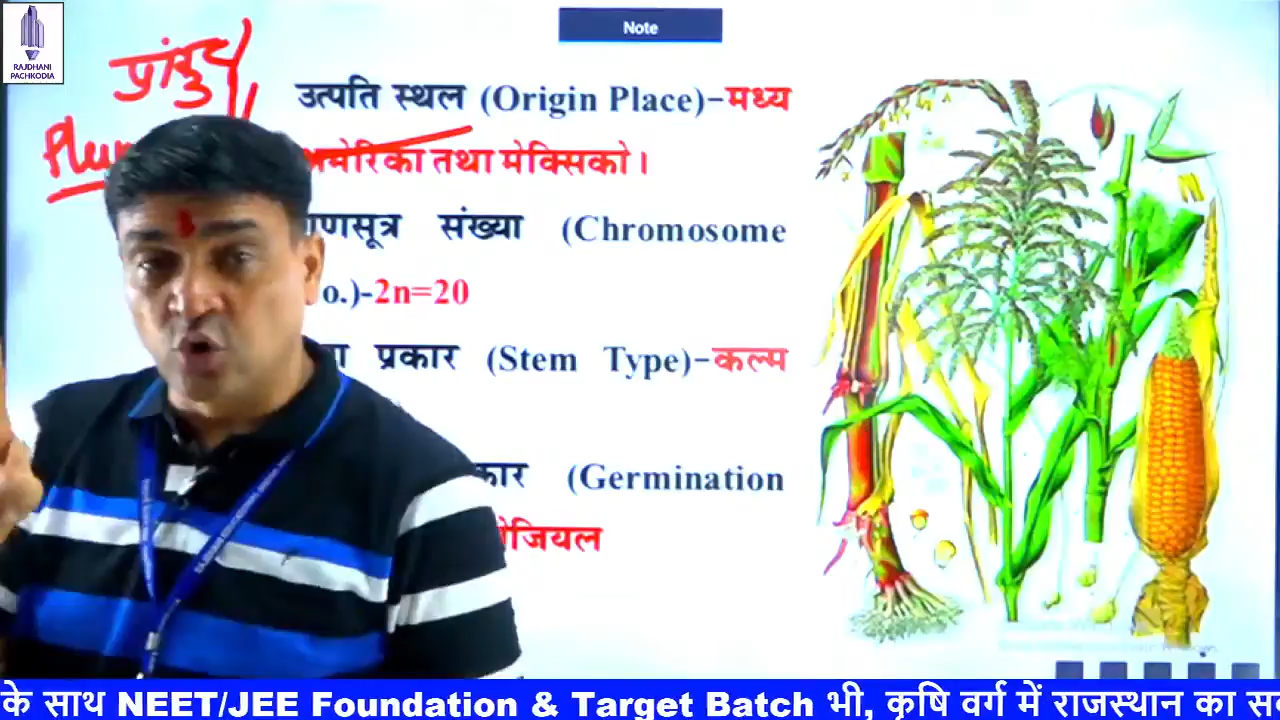 RAJDHANI
PACHKODIA
Note
प्रांकुर
Plum
उत्पति स्थल (Origin Place)-मध्य
अमेरिका तथा मेक्सिको।
गुणसूत्र संख्या (Chromosome
o.)-2n=20
प्रकार (Stem Type)-कल्म
कार (Germination
ोजियल
के साथ NEET/JEE Foundation & Target Batch भी, कृषि वर्ग में राजस्थान का स